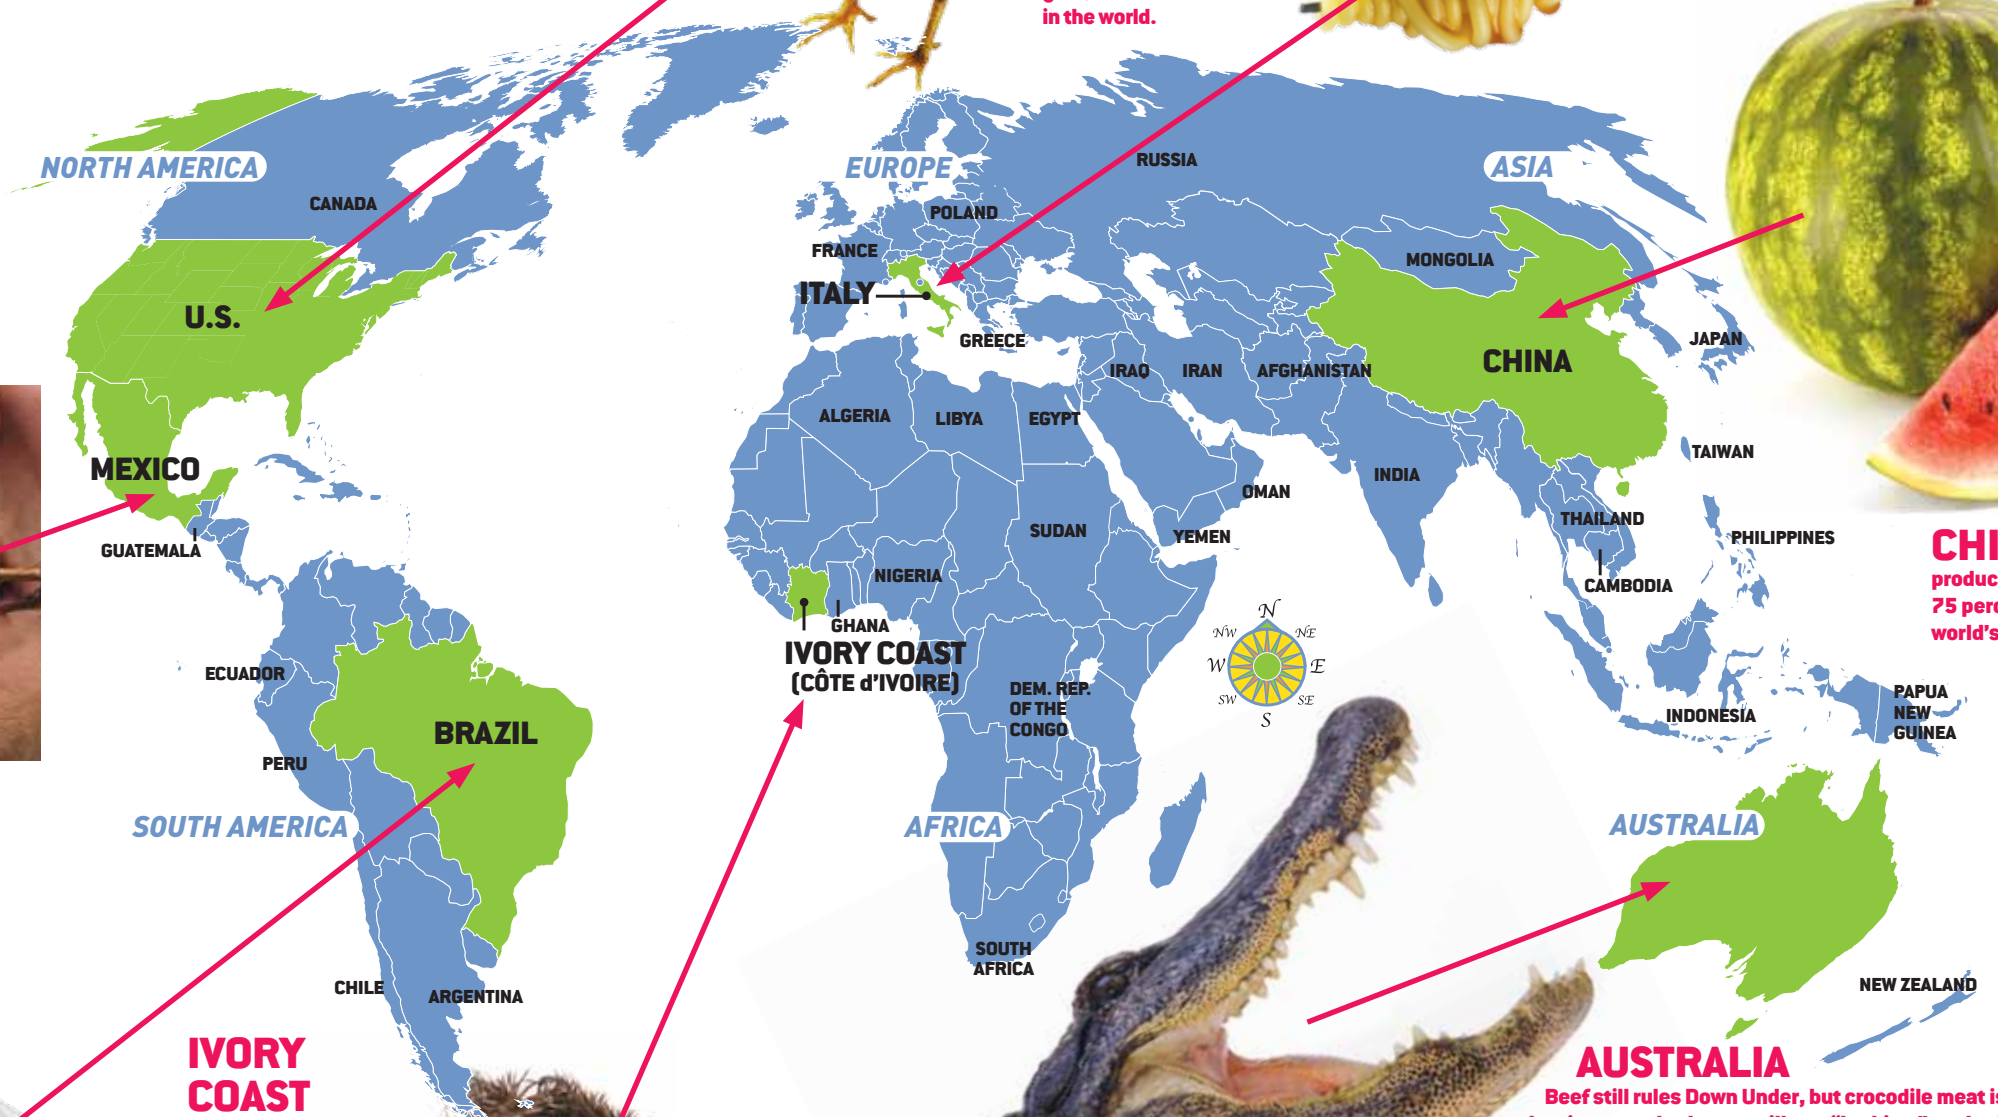 in the world.
NORTH AMERICA
EUROPE
ASIA
RUSSIA
CANADA
POLAND
FRANCE
MONGOLIA
ITALY
U.S.
GREECE
JAPAN
CHINA
IRAQ
IRAN
AFGHANISTAN
ALGERIA
LIBYA
EGYPT
TAIWAN
MEXICO
INDIA
OMAN
THAILAND
SUDAN
YEMEN
PHILIPPINES
GUATEMALA
NIGERIA
CAMBODIA
CHI
produc
75 perc
world's
GHANA
IVORY COAST
(CÔTE d'IVOIRE)
N
NW
NE
W
E
SW
SE
S
ECUADOR
DEM. REP.
OF THE
CONGO
PAPUA
NEW
GUINEA
INDONESIA
BRAZIL
PERU
SOUTH AMERICA
AFRICA
AUSTRALIA
SOUTH
AFRICA
CHILE
ARGENTINA
NEW ZEALAND
IVORY
COAST
AUSTRALIA
Beef still rules Down Under, but crocodile meat is